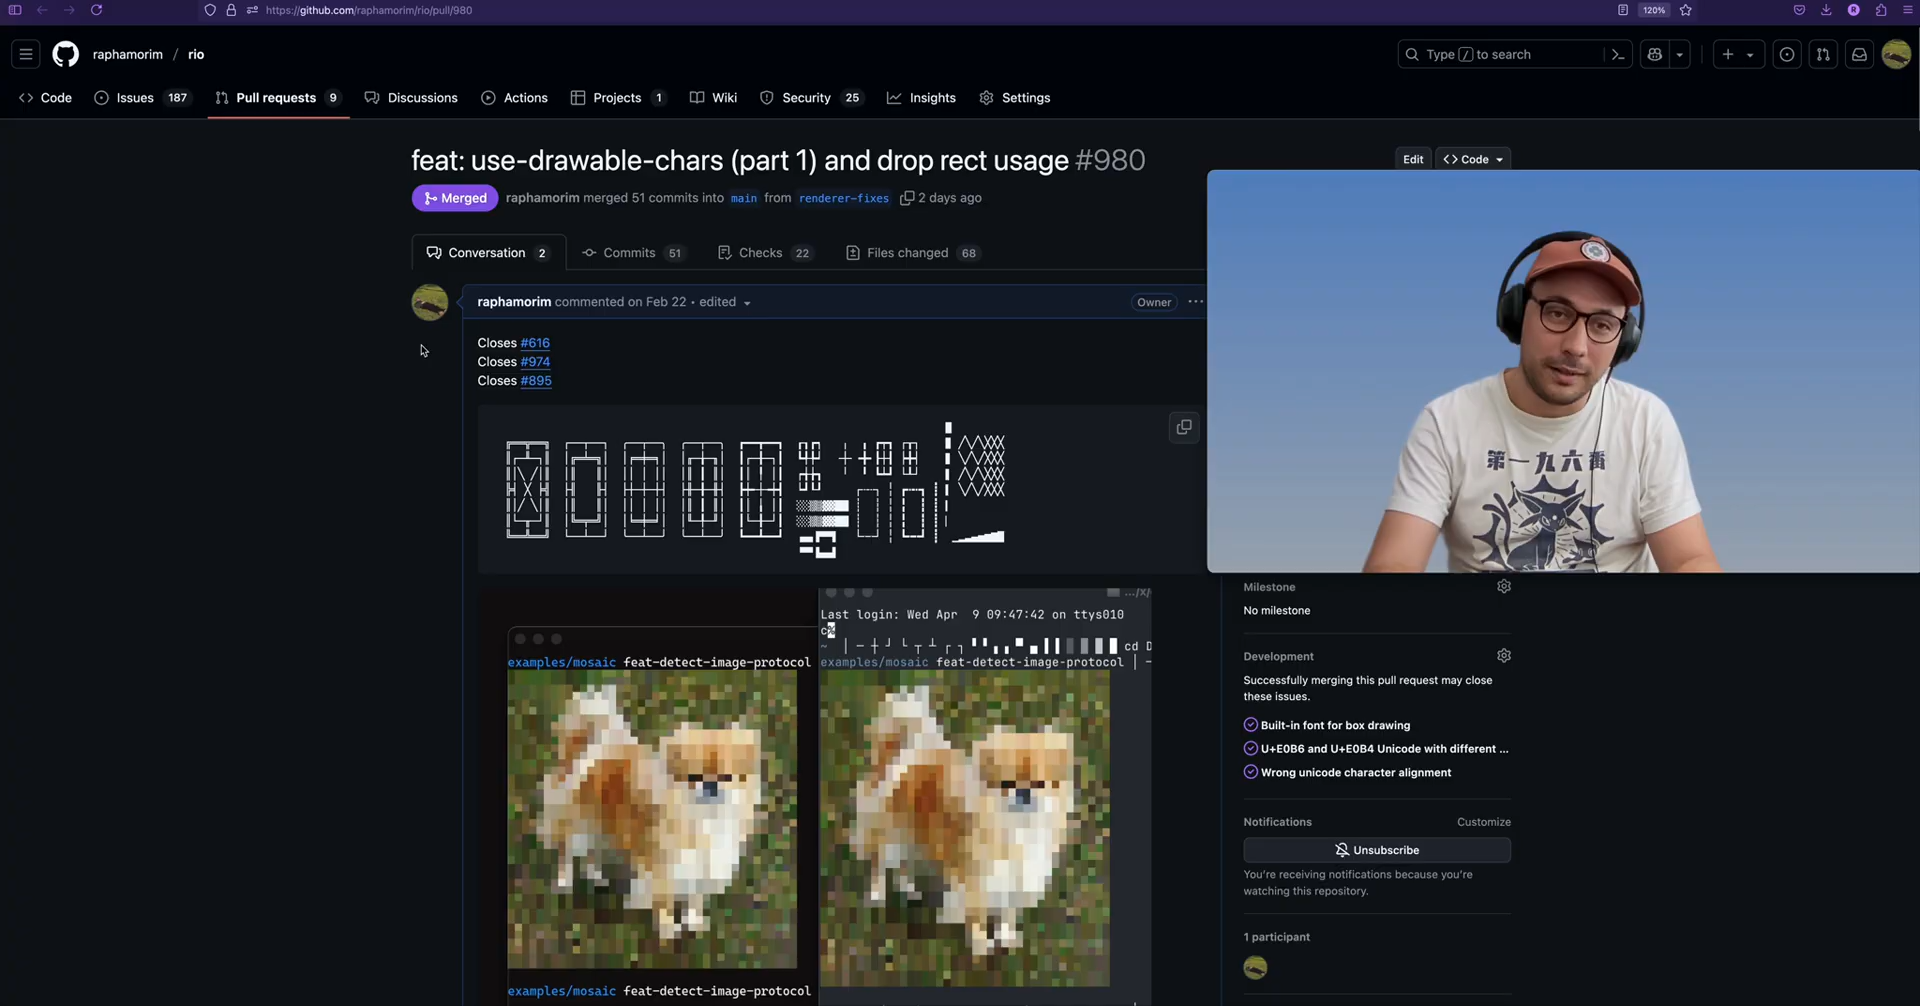 https://github.com/raphamorim/rio/pull/980
120%
raphamorim / rio
Type / to search
Code
Issues 187
Pull requests 9
Discussions
Actions
Projects 1
Wiki
Security 25
Insights
Settings
feat: use-drawable-chars (part 1) and drop rect usage #980
Edit
<> Code
Merged
raphamorim merged 51 commits into main from renderer-fixes 2 days ago
Conversation 2
Commits 51
Checks 22
Files changed 68
raphamorim commented on Feb 22 • edited
Owner
Closes #616
Closes #974
Closes #895
第一九六番
Last login: Wed Apr 9 09:47:42 on ttys010
cd D
examples/mosaic feat-detect-image-protocol
examples/mosaic feat-detect-image-protocol
examples/mosaic feat-detect-image-protocol
Milestone
No milestone
Development
Successfully merging this pull request may close
these issues.
Built-in font for box drawing
U+E0B6 and U+E0B4 Unicode with different ...
Wrong unicode character alignment
Notifications
Customize
Unsubscribe
You're receiving notifications because you're
watching this repository.
1 participant